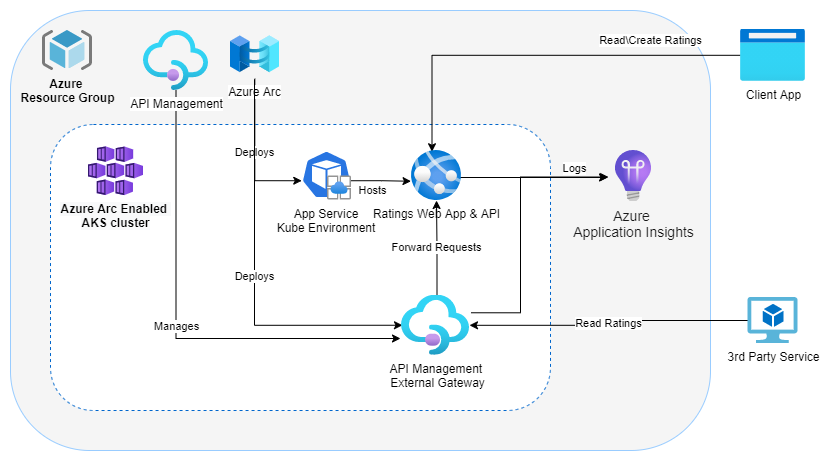 Read\Create Ratings
Azure
Resource Group
API Management
Azure Arc
Client App
Deploys
Azure Arc Enabled
AKS cluster
App Service
Kube Environment
Hosts
Ratings Web App & API
Logs
Azure
Application Insights
Forward Requests
Deploys
Manages
Read Ratings
API Management
External Gateway
3rd Party Service